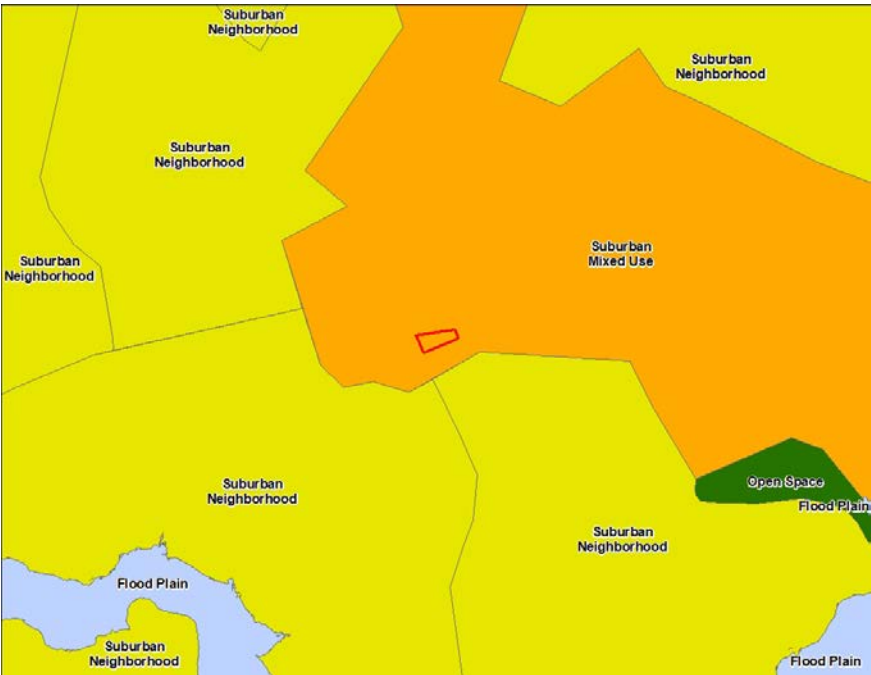 Suburban
Neighborhood
Suburban
Neighborhood
Suburban
Neighborhood
Suburban
Mixed Use
Suburban
Neighborhood
Suburban
Neighborhood
Open Space
Flood Plain
Suburban
Neighborhood
Flood Plain
Suburban
Neighborhood
Flood Plain